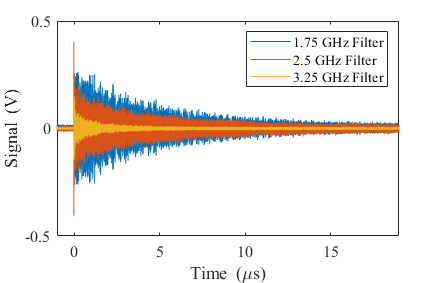 0.5
1.75 GHz Filter
2.5 GHz Filter
3.25 GHz Filter
Signal (V)
0
-0.5
0 5 10 15
Time (μs)